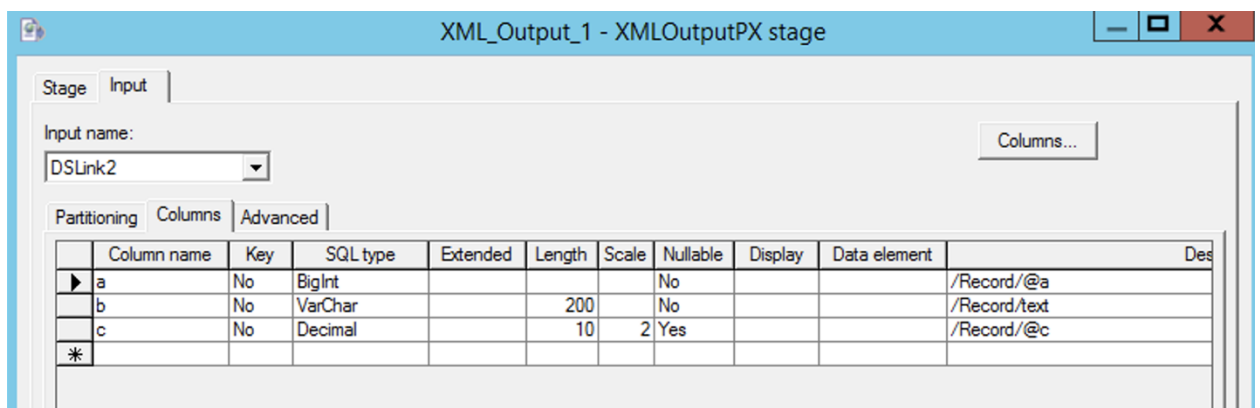 XML_Output_1 - XMLOutputPX stage
Stage Input
Input name:
Columns...
DSLink2
Partitioning Columns Advanced
Column name Key SQL type Extended Length Scale Nullable Display Data element Des
a No BigInt No /Record/@a
b No VarChar 200 No /Record/text
c No Decimal 10 2 Yes /Record/@c